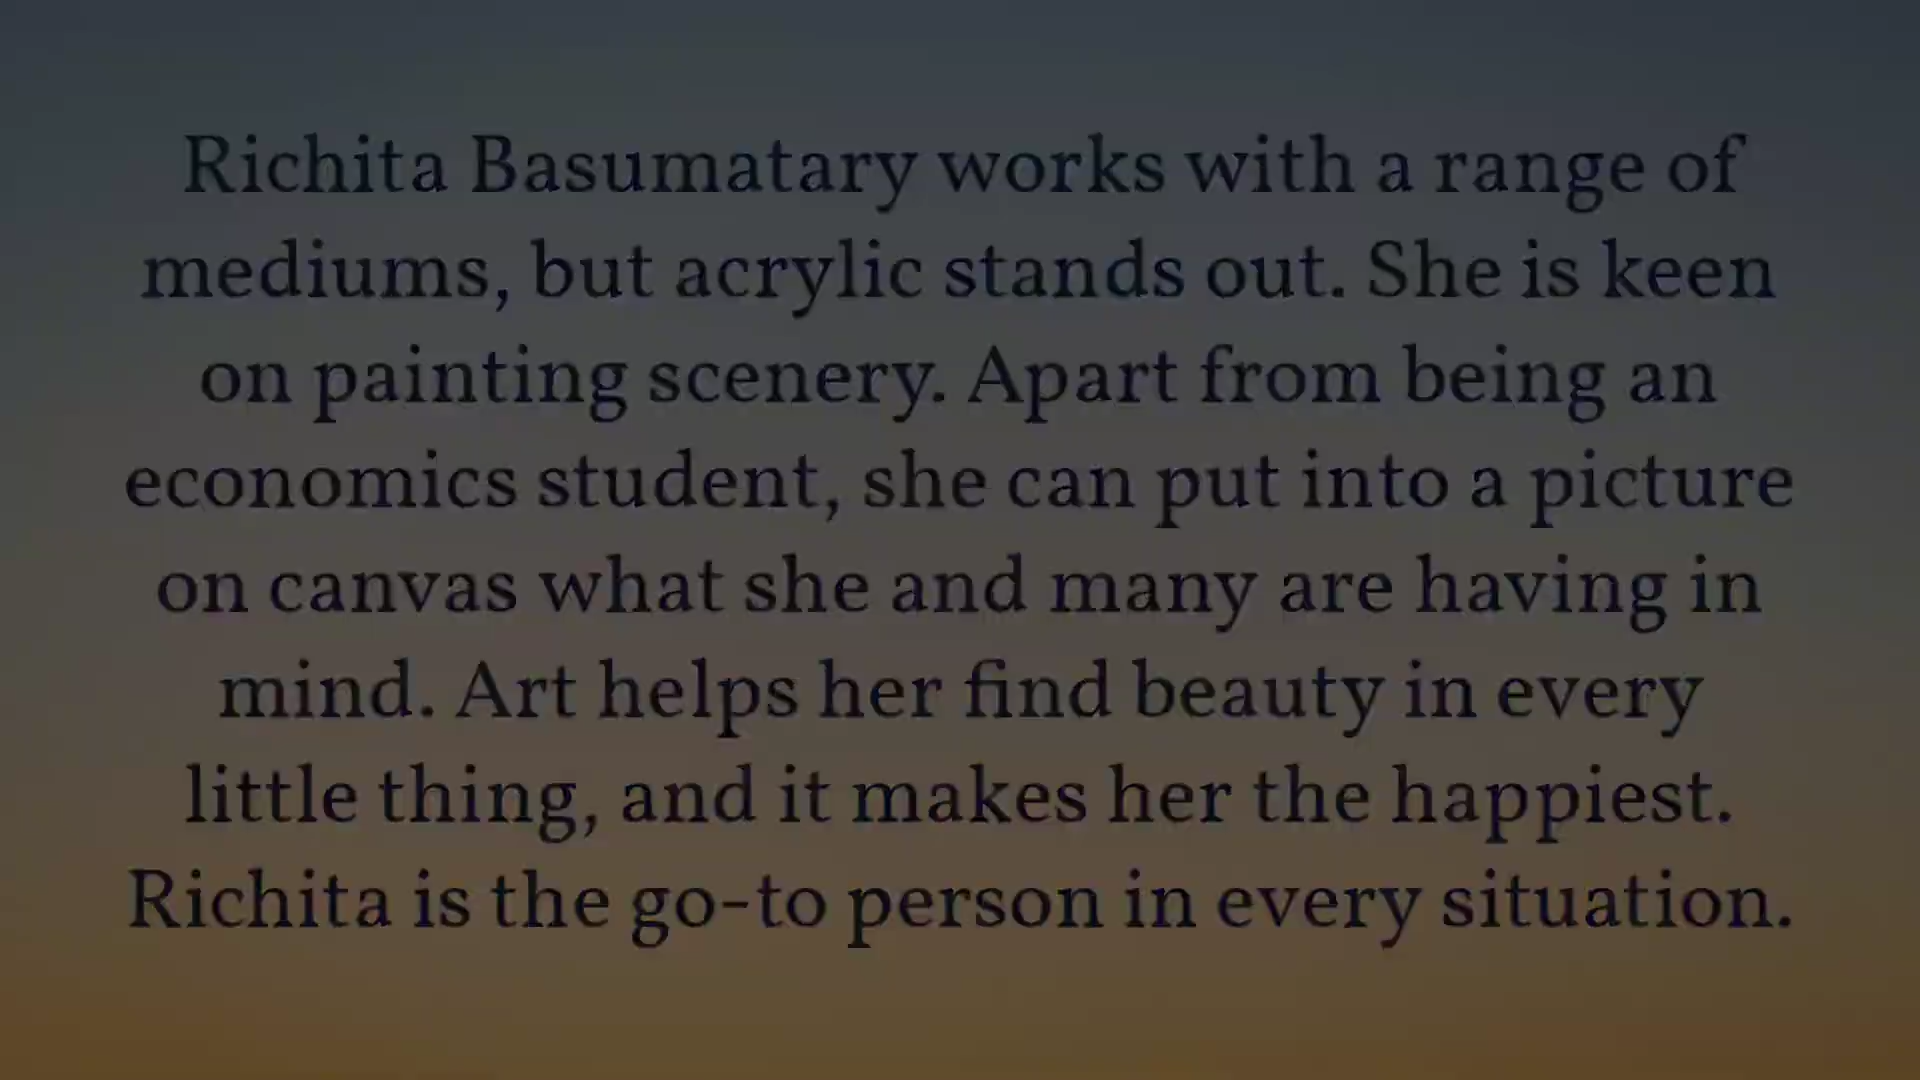 Richita Basumatary works with a range of
mediums, but acrylic stands out. She is keen
on painting scenery. Apart from being an
economics student, she can put into a picture
on canvas what she and many are having in
mind. Art helps her find beauty in every
little thing, and it makes her the happiest.
Richita is the go-to person in every situation.